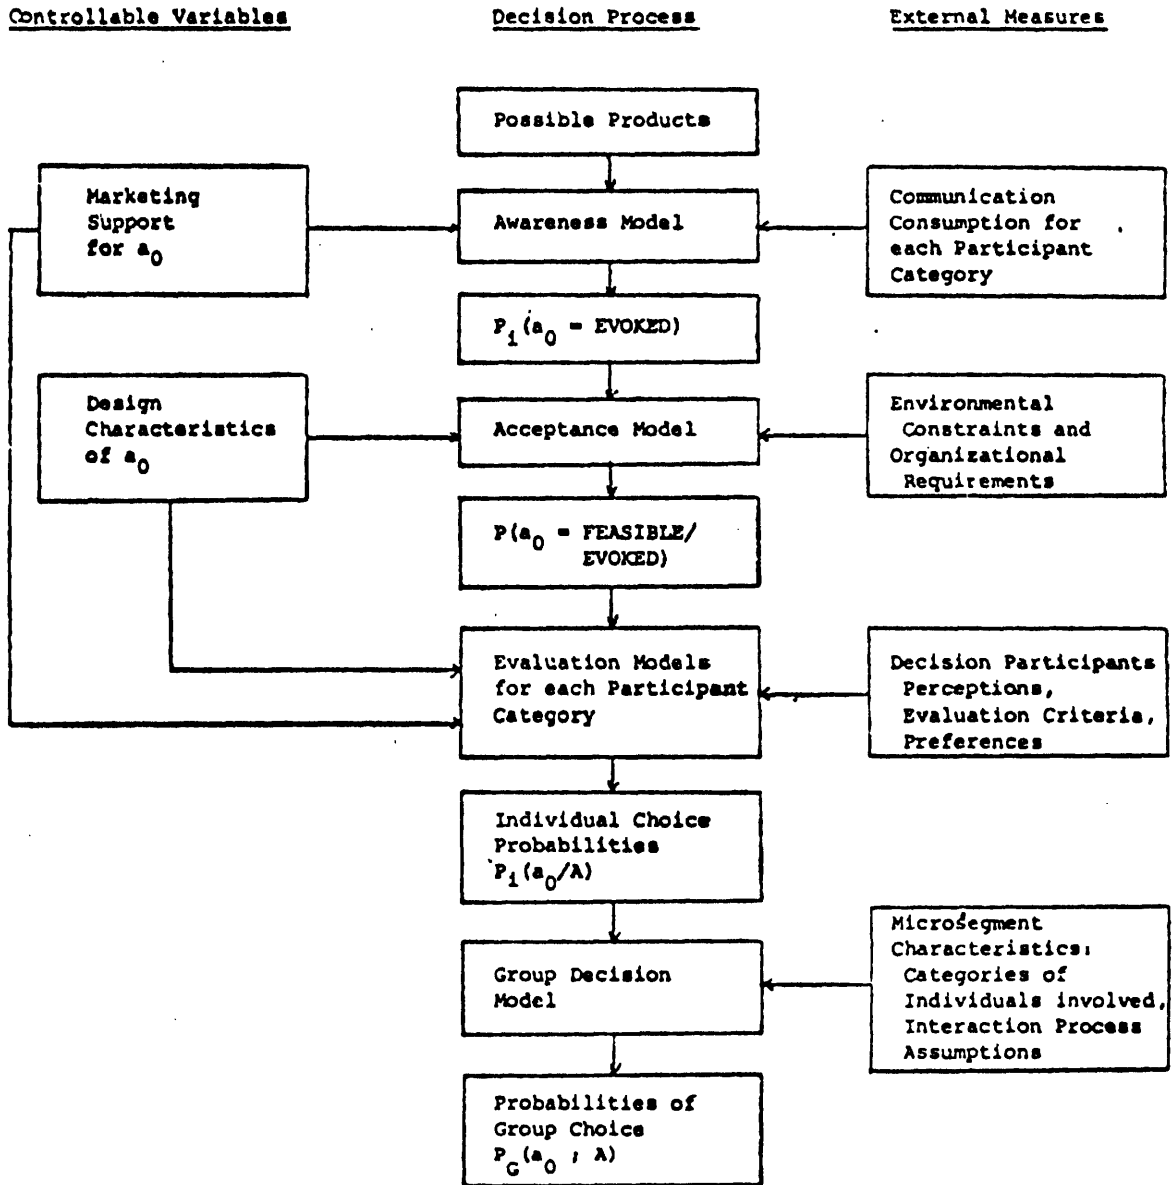 Controllable Variables
Decision Process
External Measures
Possible Products
Marketing
Support
for a0
Awareness Model
Communication
Consumption for
each Participant
Category
Pi(a0 = EVOKED)
Design
Characteristics
of a0
Acceptance Model
Environmental
Constraints and
Organizational
Requirements
P(a0 = FEASIBLE/
EVOKED)
Evaluation Models
for each Participant
Category
Decision Participants
Perceptions,
Evaluation Criteria,
Preferences
Individual Choice
Probabilities
Pi(a0/A)
Group Decision
Model
Microsegment
Characteristics:
Categories of
Individuals involved,
Interaction Process
Assumptions
Probabilities of
Group Choice
PG(a0 ; A)